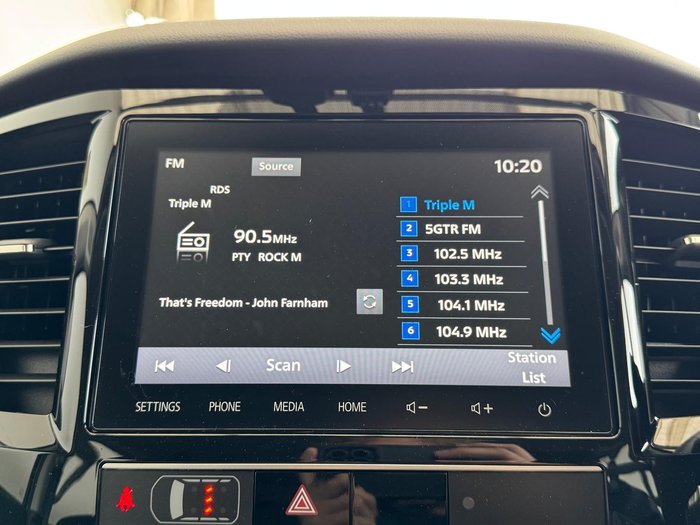 FM
Source
10:20
RDS
Triple M
90.5MHz
PTY ROCK M
That's Freedom - John Farnham
1 Triple M
2 5GTR FM
3 102.5 MHz
4 103.3 MHz
5 104.1 MHz
6 104.9 MHz
Scan
Station
List
SETTINGS PHONE MEDIA HOME